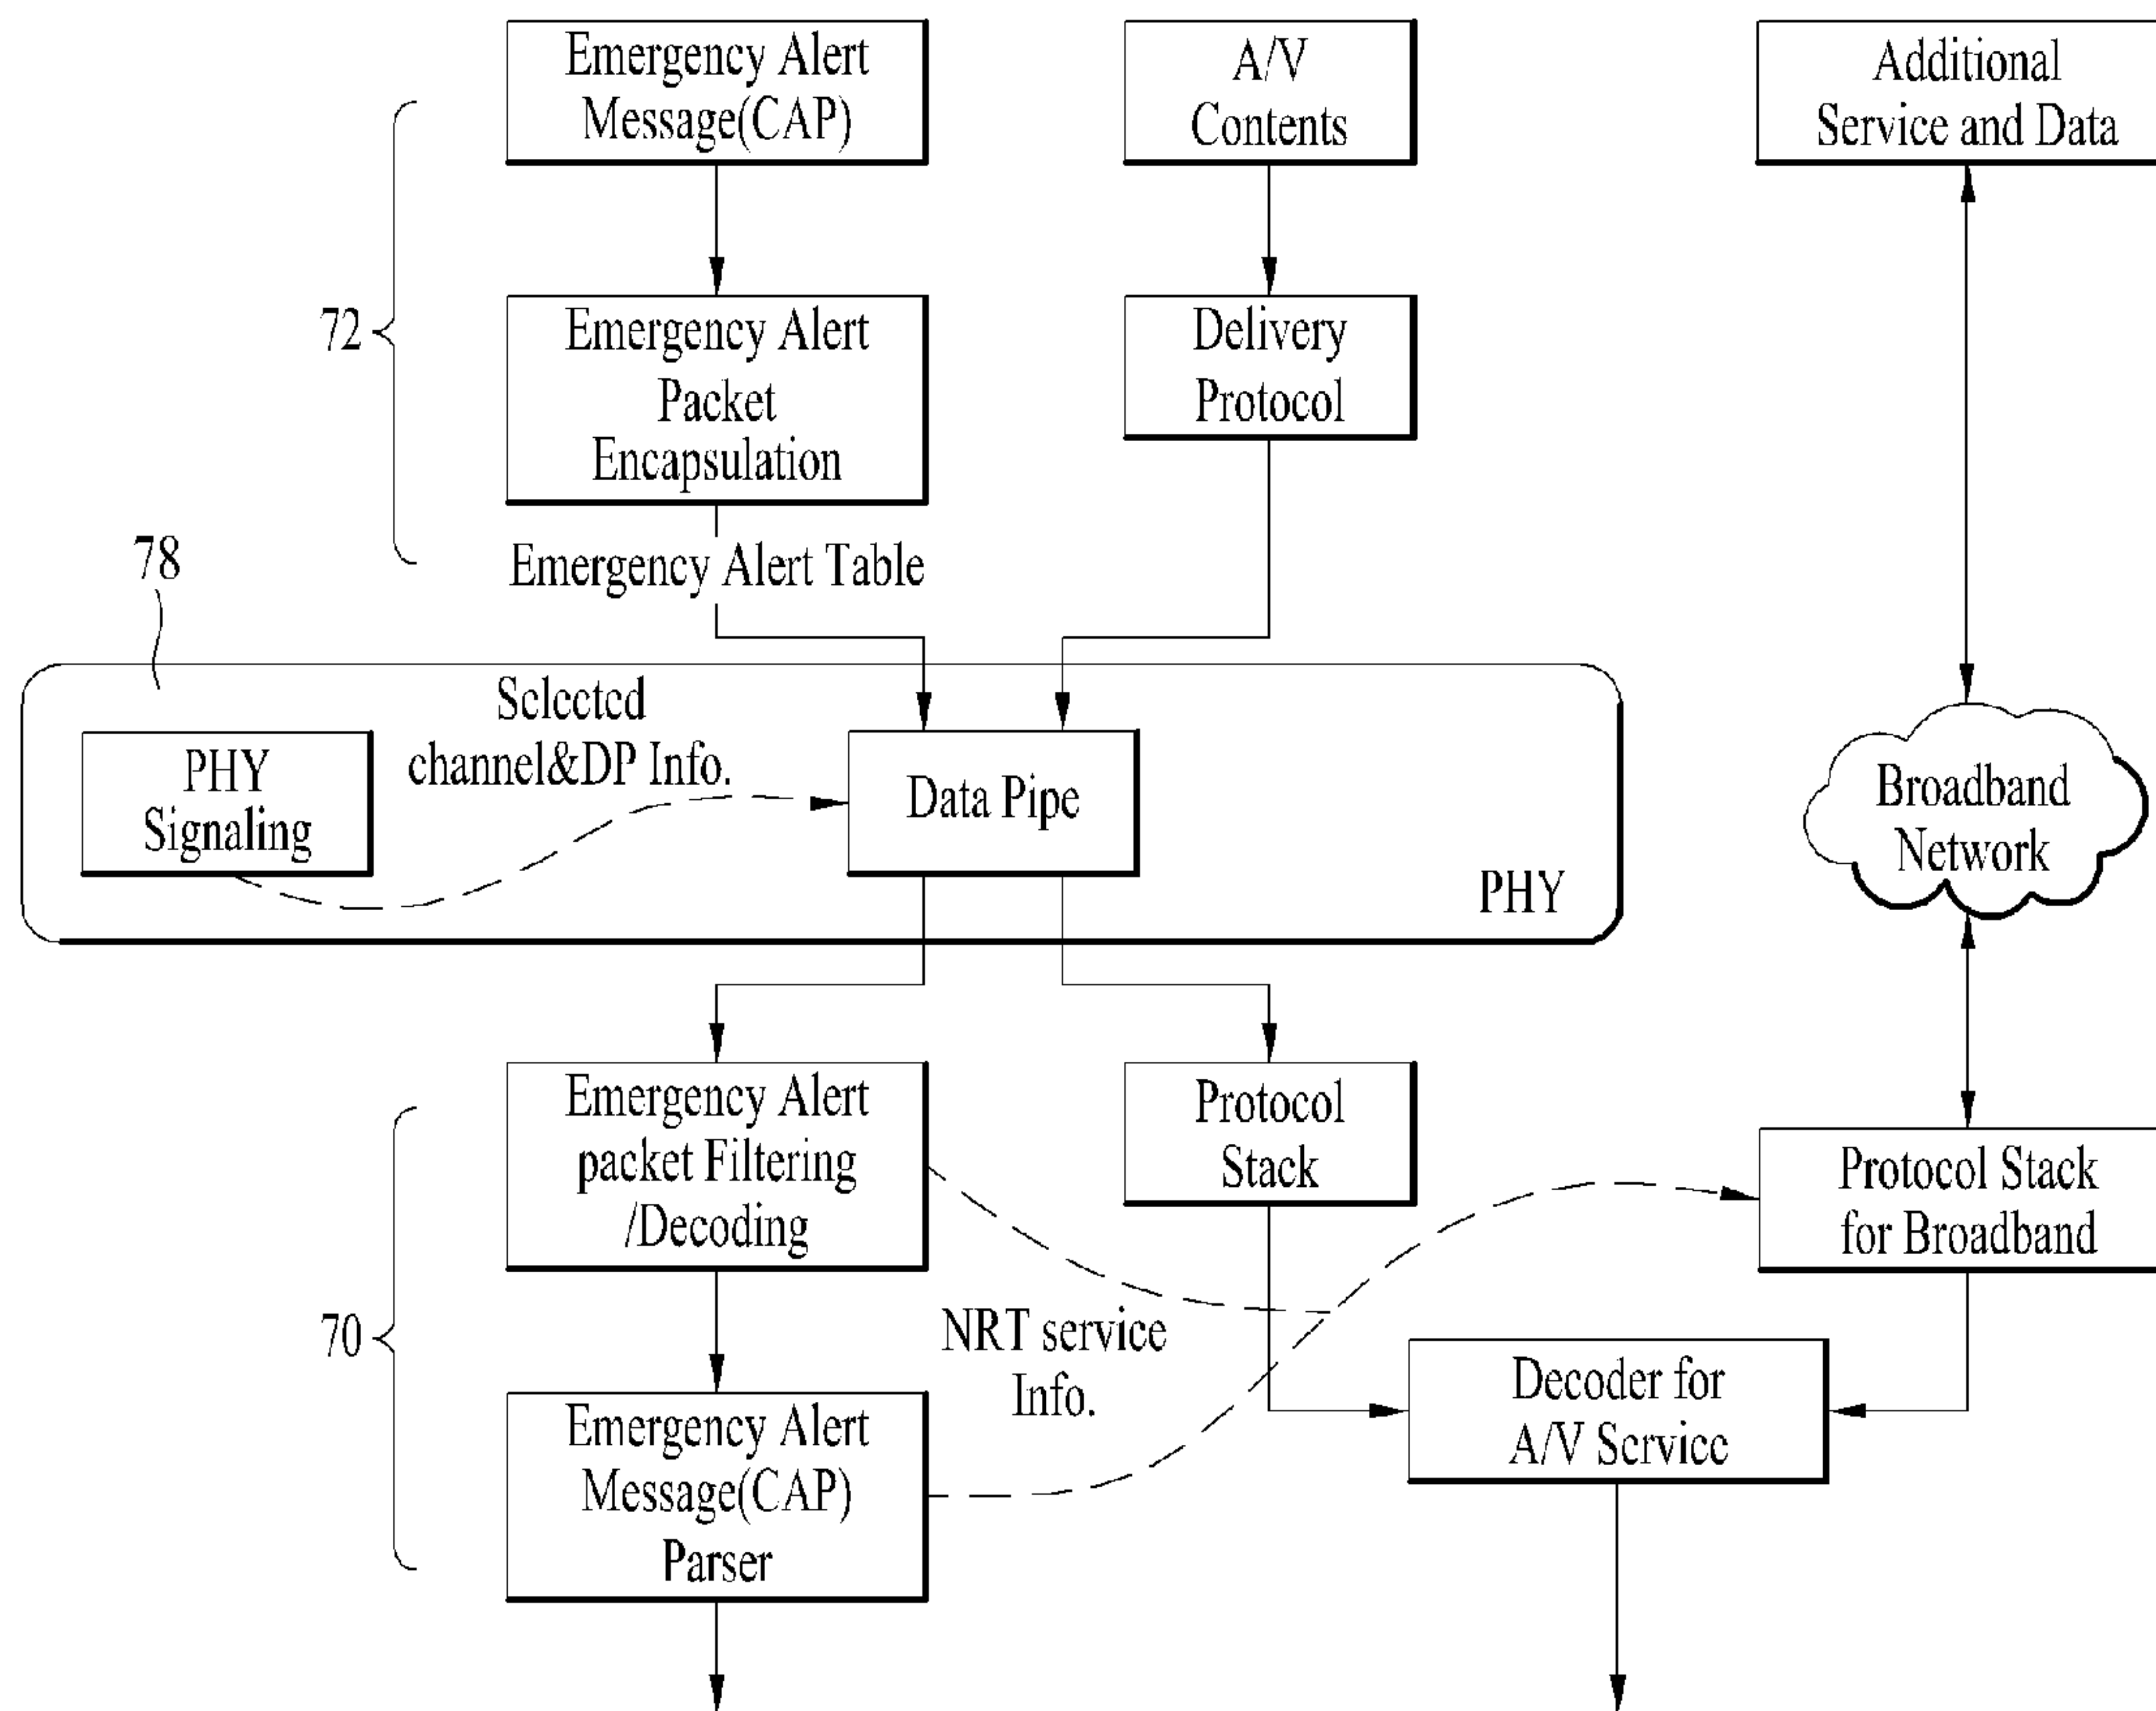 Emergency Alert
Message(CAP)
A/V
Contents
Additional
Service and Data
72
Emergency Alert
Packet
Encapsulation
Delivery
Protocol
78
Emergency Alert Table
Selected
channel&DP Info.
PHY
Signaling
Data Pipe
PHY
Broadband
Network
Emergency Alert
packet Filtering
/Decoding
Protocol
Stack
Protocol Stack
for Broadband
70
NRT service
Info.
Decoder for
A/V Service
Emergency Alert
Message(CAP)
Parser